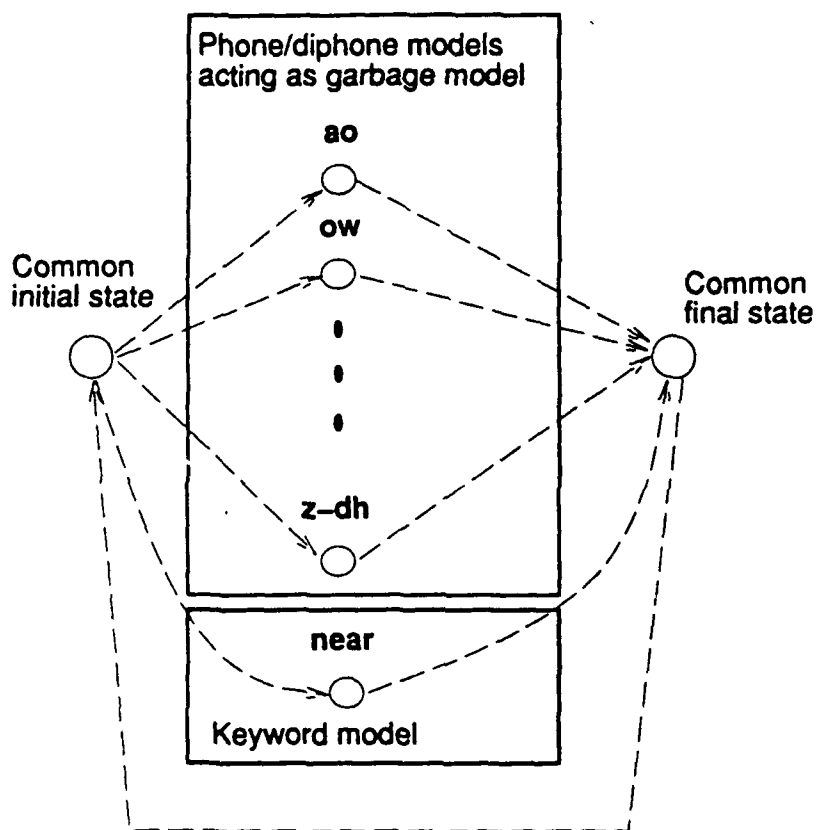 Phone/diphone models
acting as garbage model
ao
ow
Common
initial state
Common
final state
z-dh
near
Keyword model